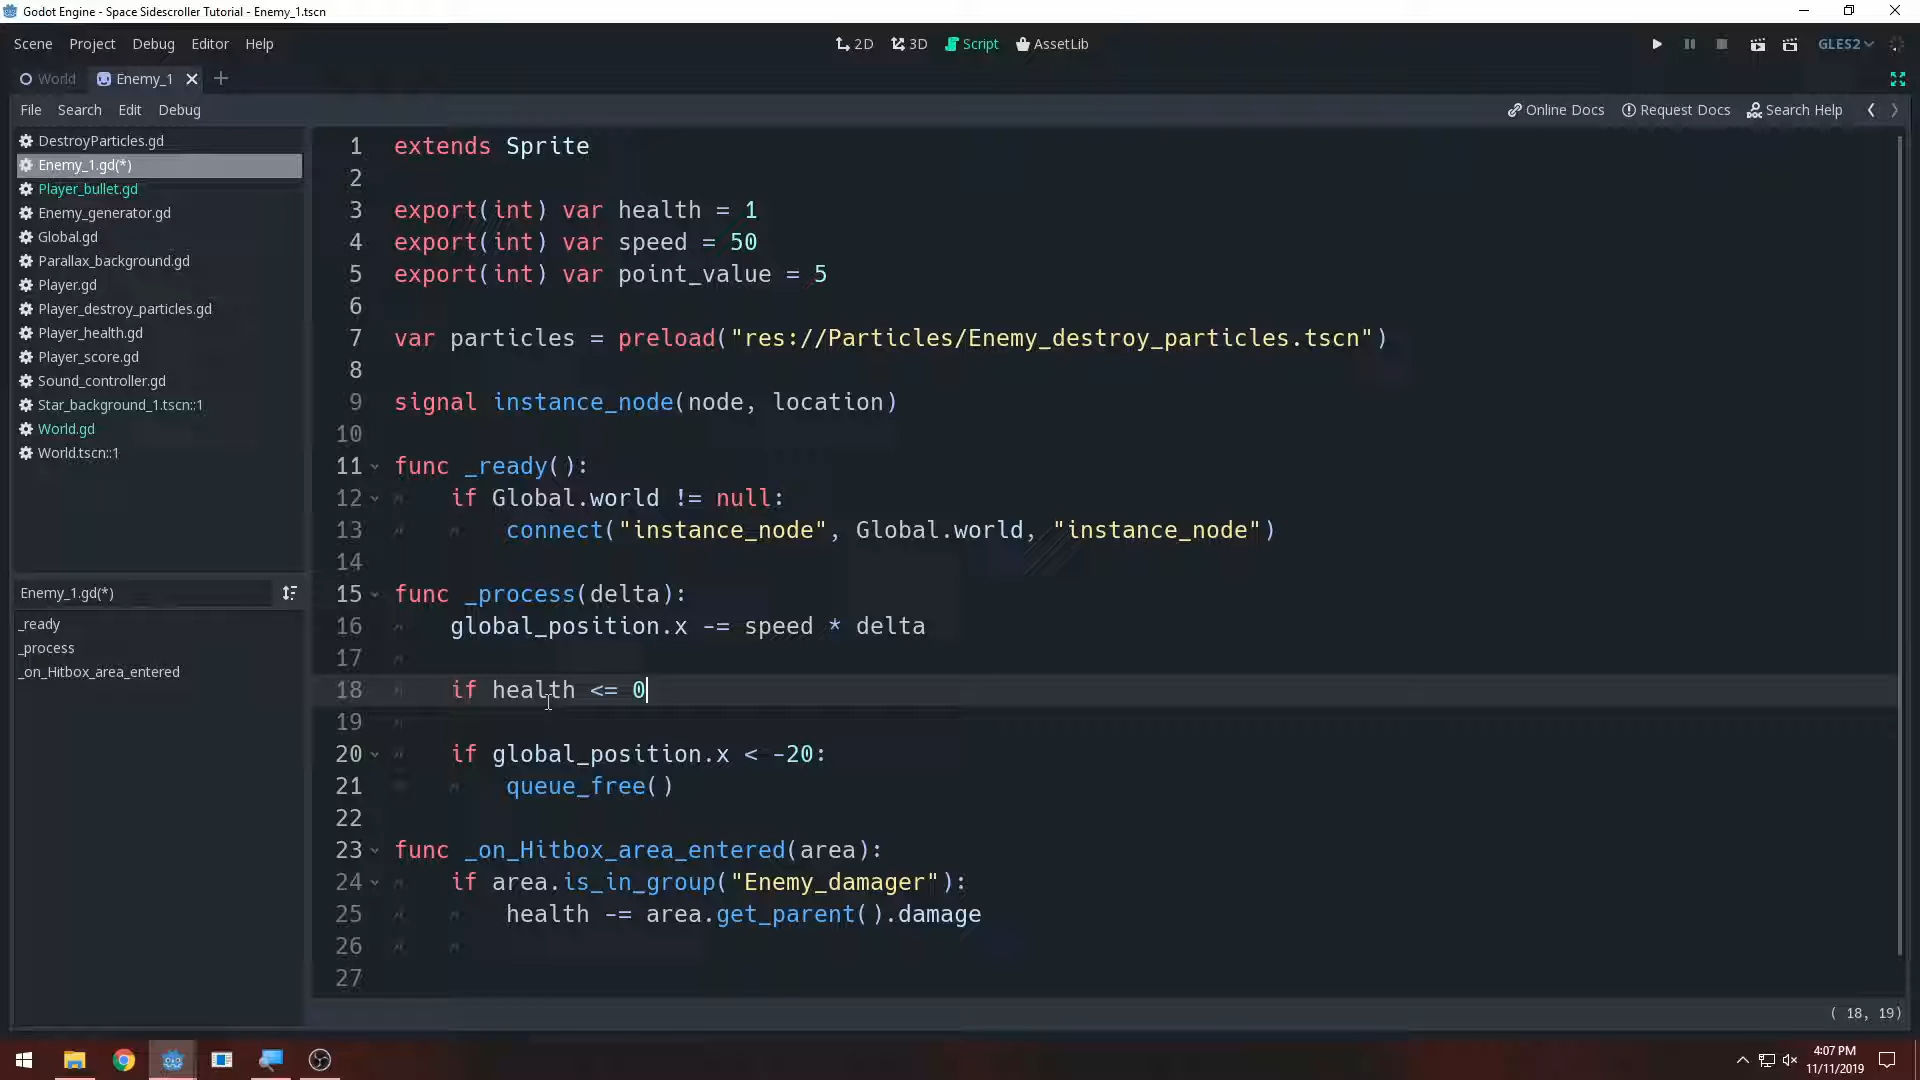 Godot Engine - Space Sidescroller Tutorial - Enemy_1.tscn
Scene Project Debug Editor Help
2D 3D Script AssetLib
GLES2
World Enemy_1
File Search Edit Debug
Online Docs Request Docs Search Help
DestroyParticles.gd
Enemy_1.gd(*)
Player_bullet.gd
Enemy_generator.gd
Global.gd
Parallax_background.gd
Player.gd
Player_destroy_particles.gd
Player_health.gd
Player_score.gd
Sound_controller.gd
Star_background_1.tscn::1
World.gd
World.tscn::1
Enemy_1.gd(*)
_ready
_process
_on_Hitbox_area_entered
1 extends Sprite
2
3 export(int) var health = 1
4 export(int) var speed = 50
5 export(int) var point_value = 5
6
7 var particles = preload("res://Particles/Enemy_destroy_particles.tscn")
8
9 signal instance_node(node, location)
10
11 func _ready():
12 if Global.world != null:
13 connect("instance_node", Global.world, "instance_node")
14
15 func _process(delta):
16 global_position.x -= speed * delta
17
18 if health <= 0
19
20 if global_position.x < -20:
21 queue_free()
22
23 func _on_Hitbox_area_entered(area):
24 if area.is_in_group("Enemy_damager"):
25 health -= area.get_parent().damage
26
27
( 18, 19)
4:07 PM
11/11/2019